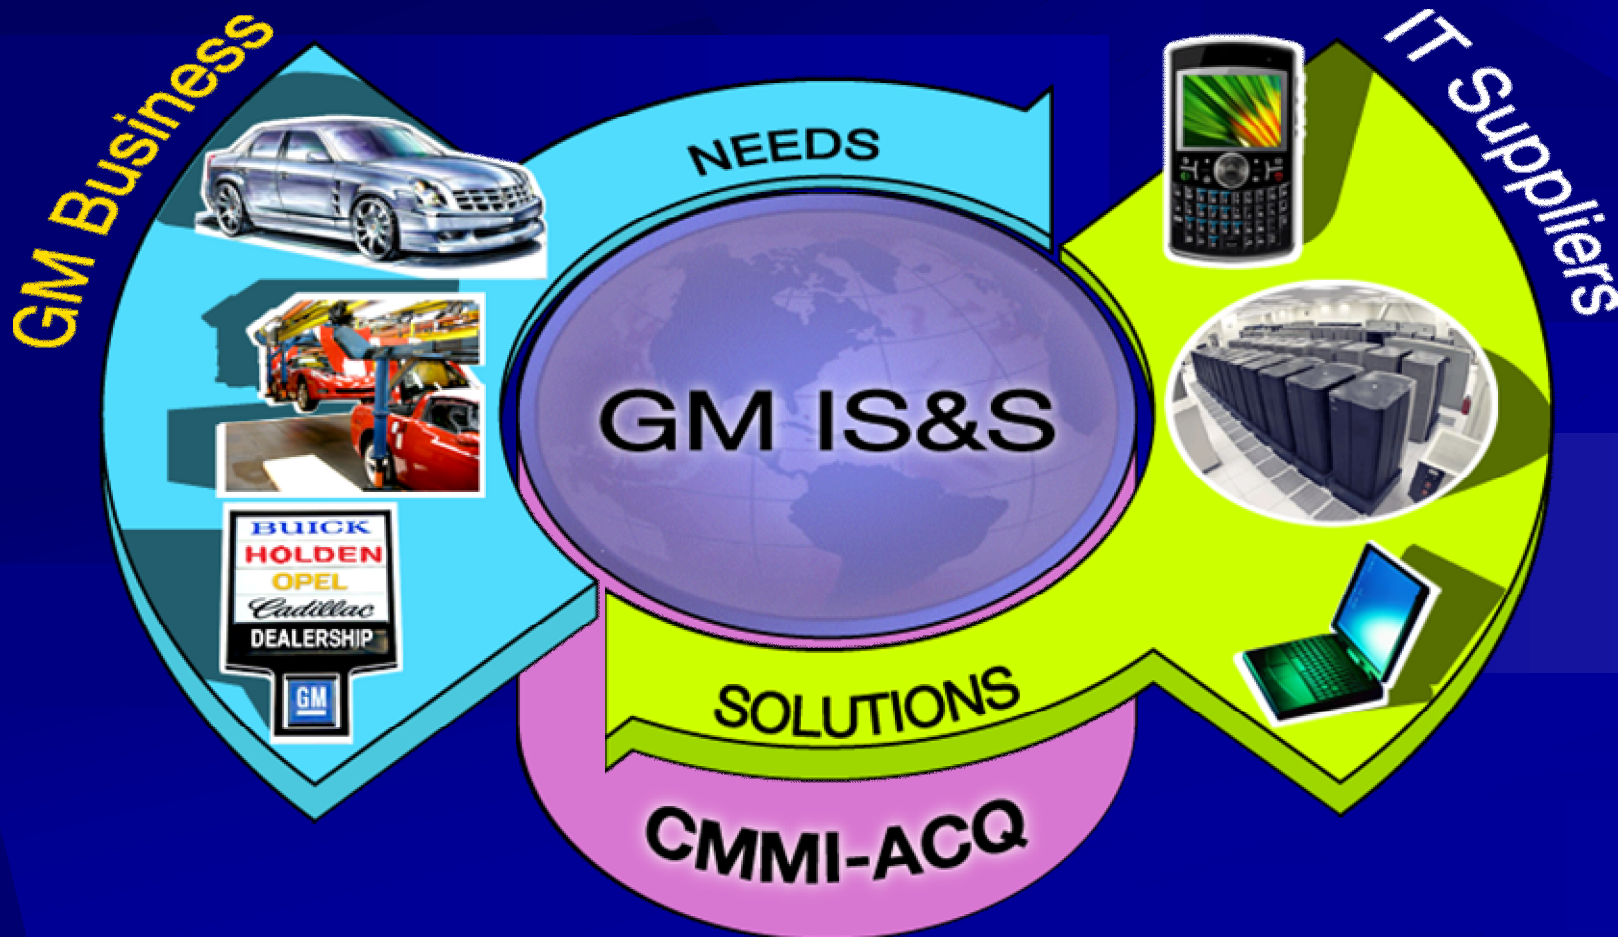 GM Business
IT Suppliers
NEEDS
GM IS&S
BUICK
HOLDEN
OPEL
Cadillac
DEALERSHIP
GM
SOLUTIONS
CMMI-ACQ